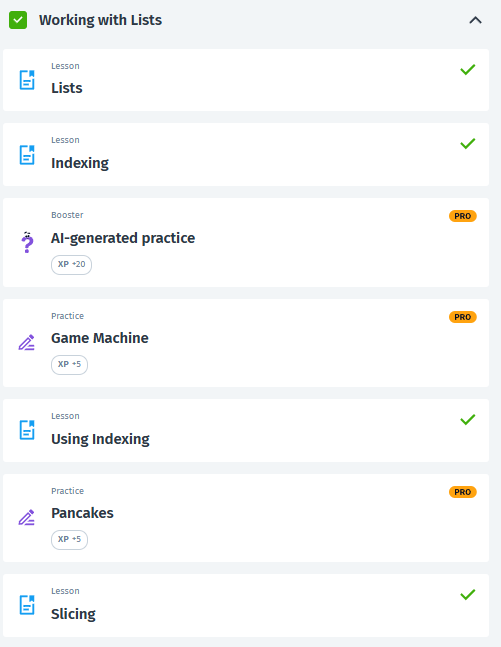 Working with Lists
Lesson
Lists
Lesson
Indexing
Booster
PRO
AI-generated practice
XP +20
Practice
PRO
Game Machine
XP +5
Lesson
Using Indexing
Practice
PRO
Pancakes
XP +5
Lesson
Slicing